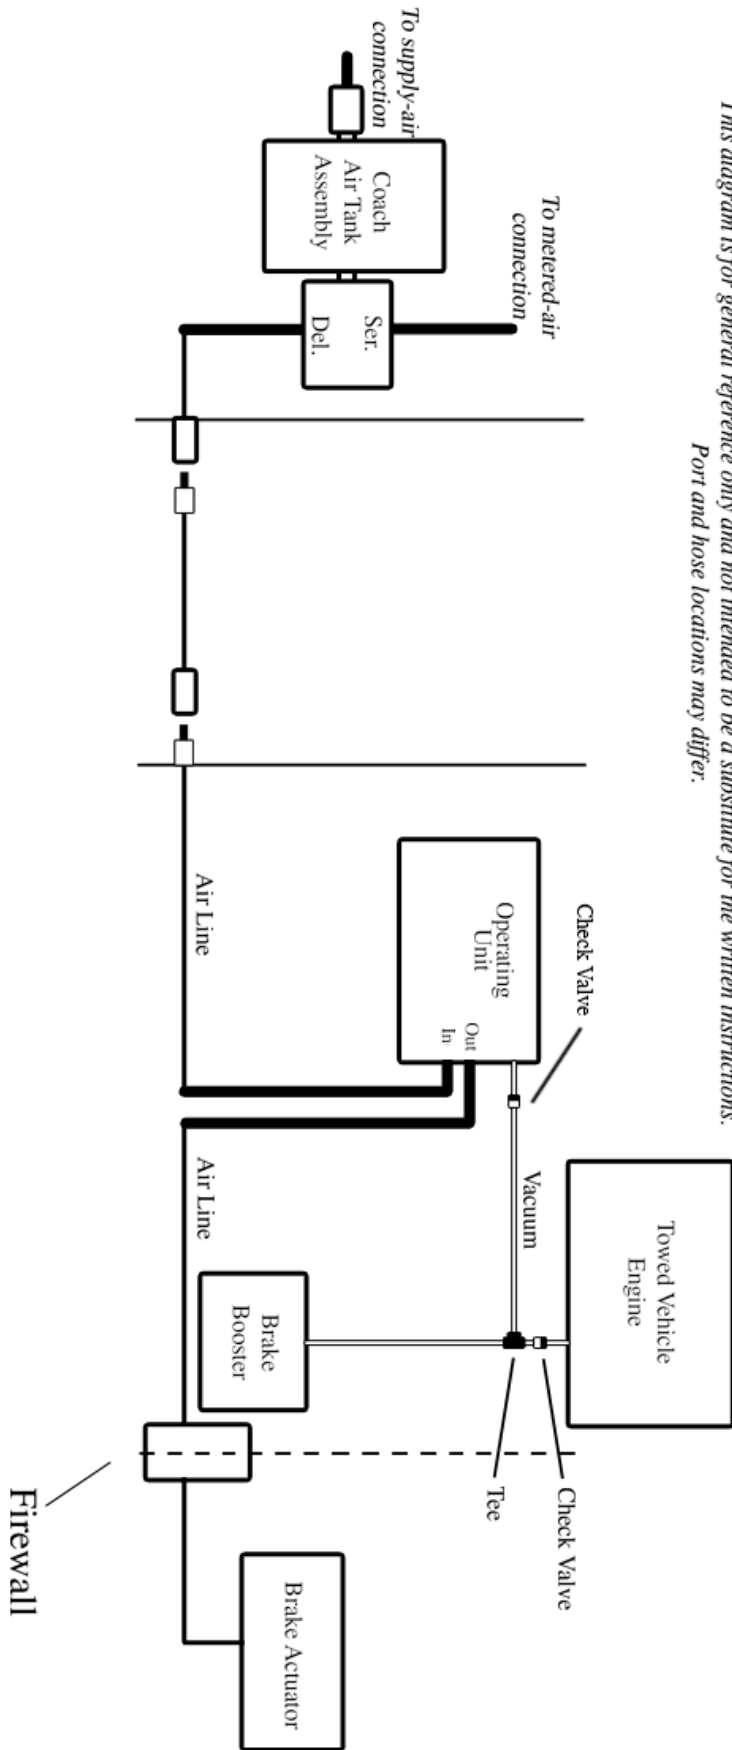 This diagram is for general reference only and not intended to be a substitute for the written instructions.
Port and hose locations may differ.
To supply-air
connection
Coach
Air Tank
Assembly
To metered-air
connection
Ser.
Del.
Air Line
Operating
Unit
Out
In
Check Valve
Vacuum
Air Line
Towed Vehicle
Engine
Brake
Booster
Tee
Check Valve
Firewall
Brake Actuator